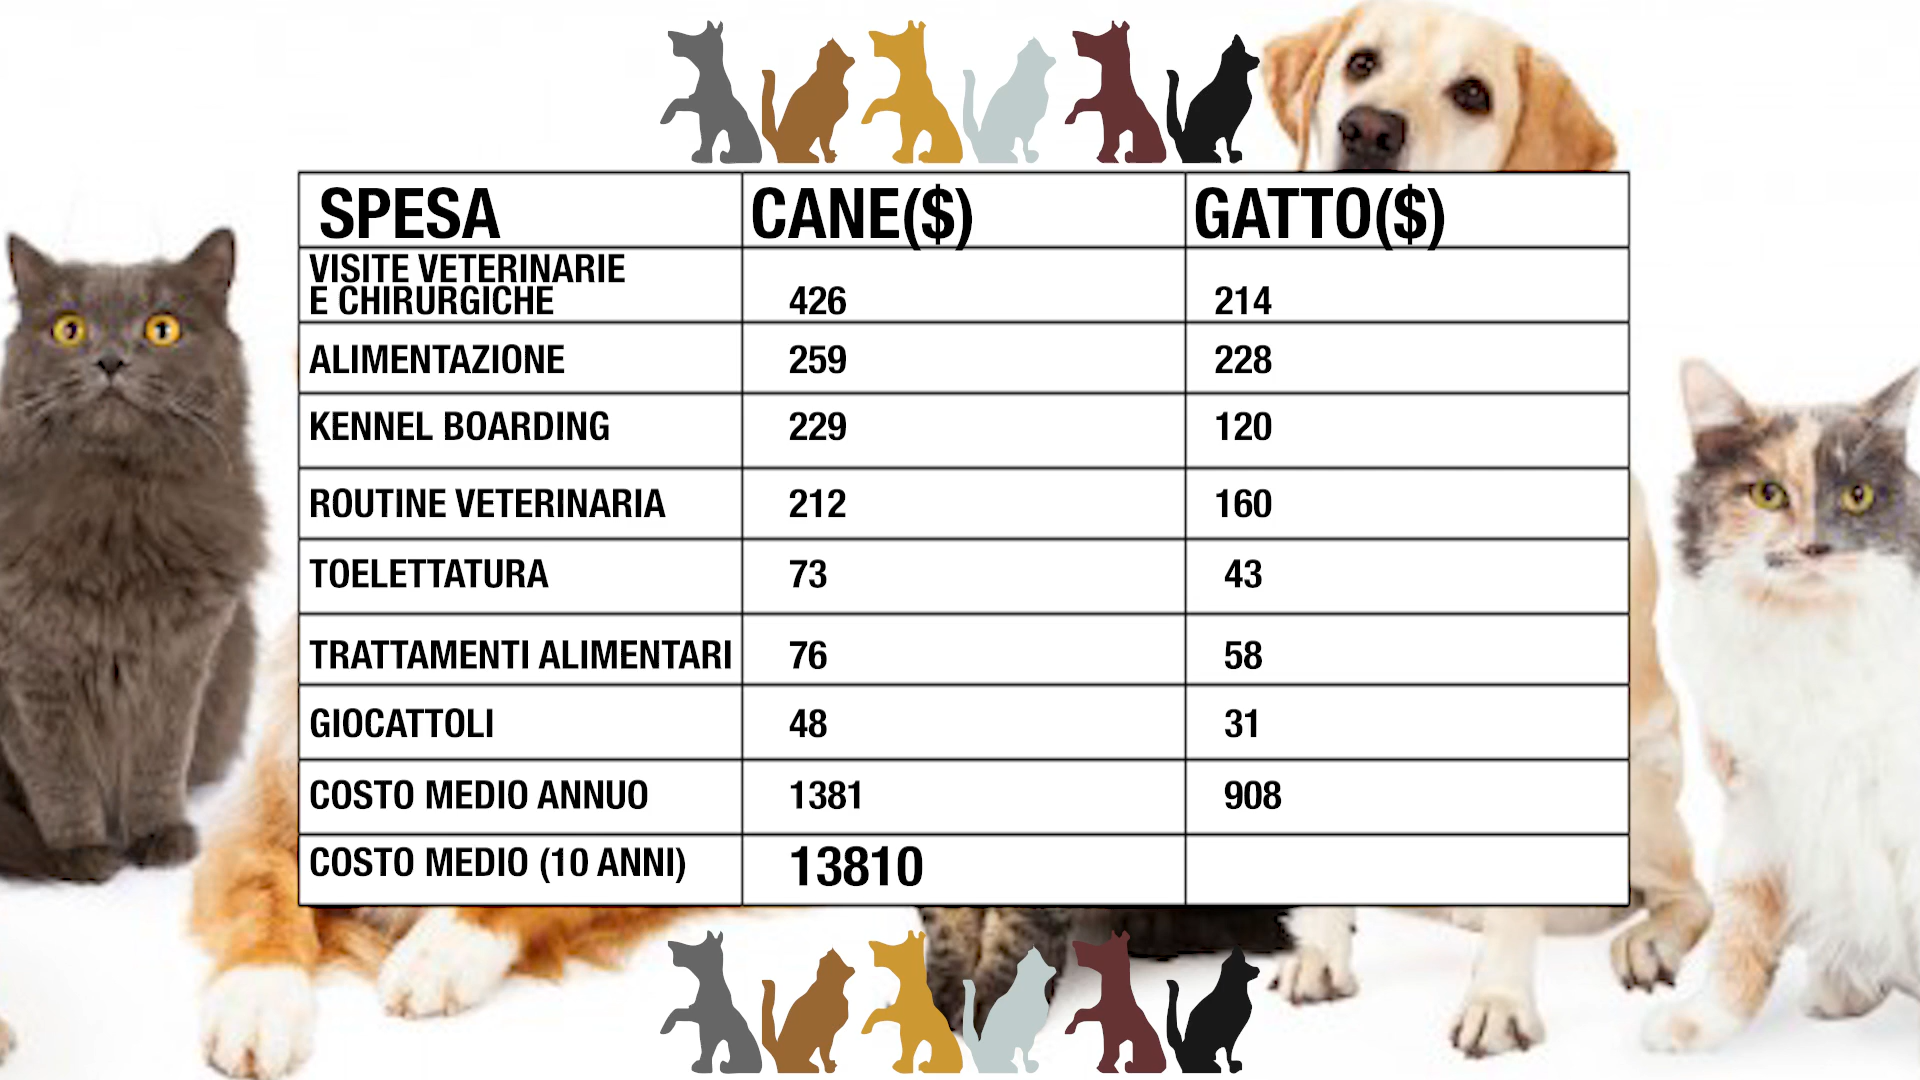 SPESA CANE($) GATTO($)
VISITE VETERINARIE
E CHIRURGICHE 426 214
ALIMENTAZIONE 259 228
KENNEL BOARDING 229 120
ROUTINE VETERINARIA 212 160
TOELETTATURA 73 43
TRATTAMENTI ALIMENTARI 76 58
GIOCATTOLI 48 31
COSTO MEDIO ANNUO 1381 908
COSTO MEDIO (10 ANNI) 13810